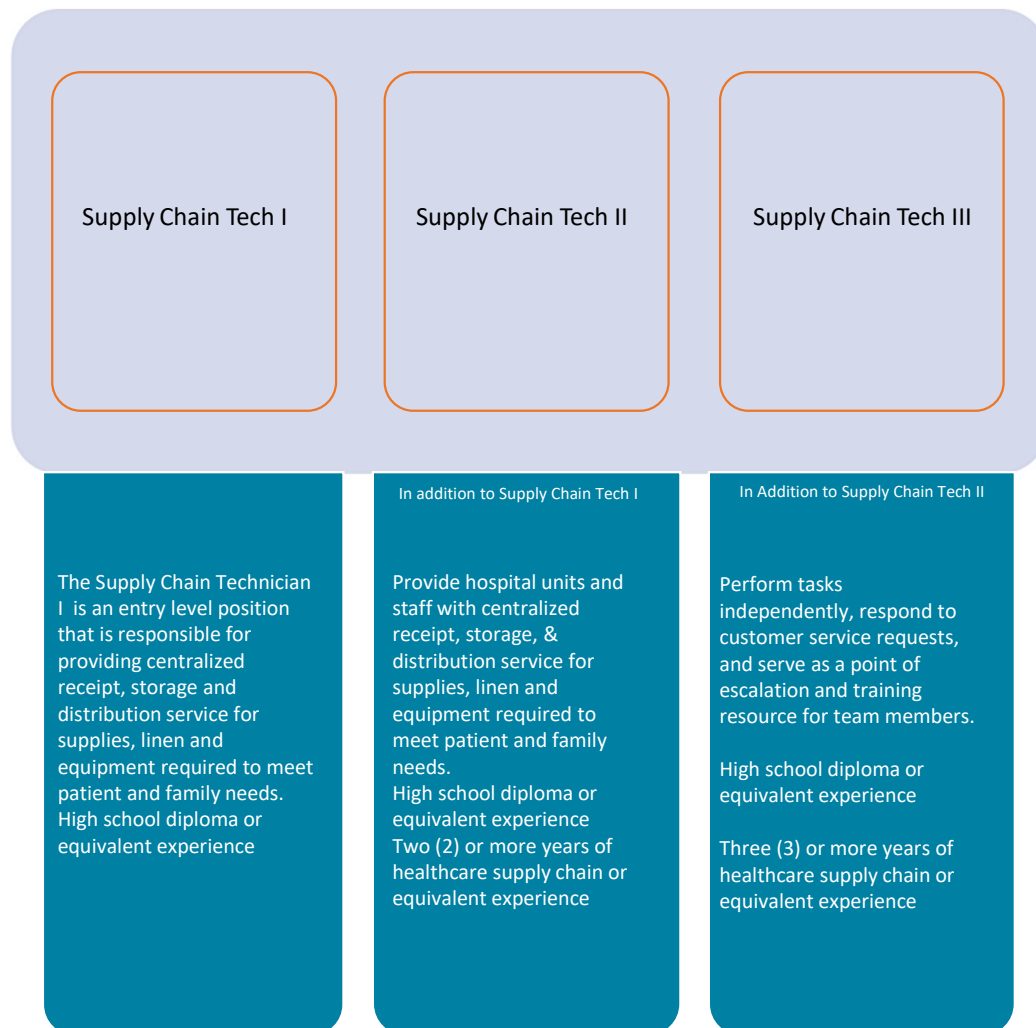 Supply Chain Tech I
Supply Chain Tech II
Supply Chain Tech III
The Supply Chain Technician
I  is an entry level position
that is responsible for
providing centralized
receipt, storage and
distribution service for
supplies, linen and
equipment required to meet
patient and family needs.
High school diploma or
equivalent experience
In addition to Supply Chain Tech I
Provide hospital units and
staff with centralized
receipt, storage, &
distribution service for
supplies, linen and
equipment required to
meet patient and family
needs.
High school diploma or
equivalent experience
Two (2) or more years of
healthcare supply chain or
equivalent experience
In Addition to Supply Chain Tech II
Perform tasks
independently, respond to
customer service requests,
and serve as a point of
escalation and training
resource for team members.
High school diploma or
equivalent experience
Three (3) or more years of
healthcare supply chain or
equivalent experience